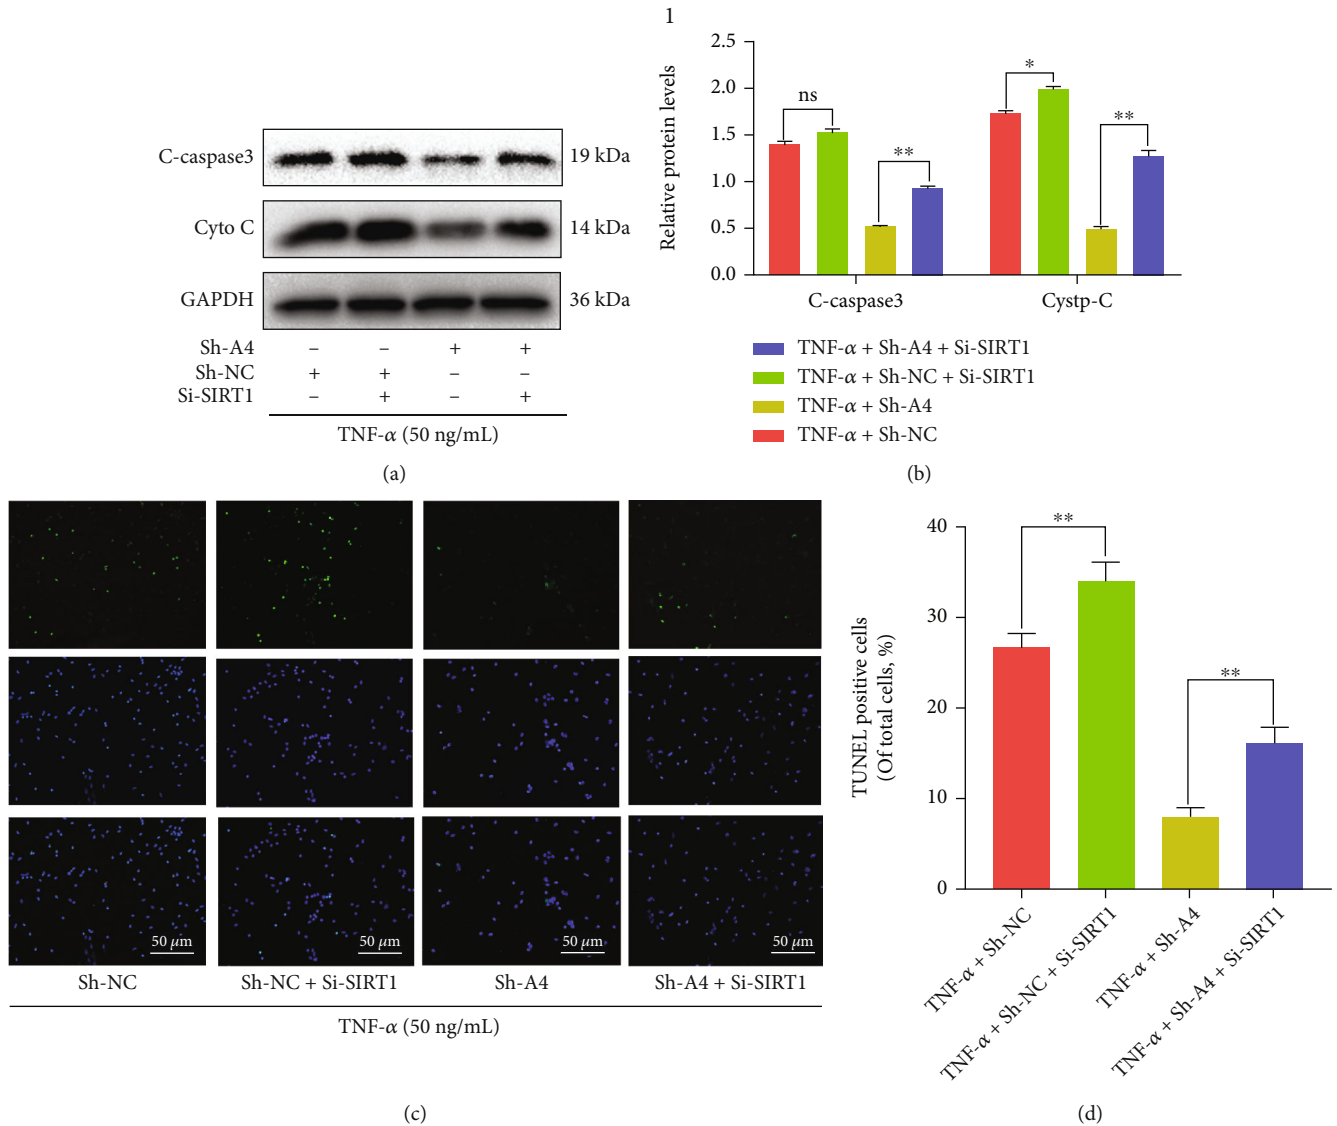 1
C-caspase3
19 kDa
Cyto C
14 kDa
GAPDH
36 kDa
Sh-A4 – – + +
Sh-NC + + – –
Si-SIRT1 – + – +
TNF-α (50 ng/mL)
(a)
Relative protein levels
2.5
2.0
1.5
1.0
0.5
0.0
ns
**
*
**
C-caspase3
Cystp-C
TNF-α + Sh-A4 + Si-SIRT1
TNF-α + Sh-NC + Si-SIRT1
TNF-α + Sh-A4
TNF-α + Sh-NC
(b)
50 μm
50 μm
50 μm
50 μm
Sh-NC
Sh-NC + Si-SIRT1
Sh-A4
Sh-A4 + Si-SIRT1
TNF-α (50 ng/mL)
(c)
TUNEL positive cells
(Of total cells, %)
40
30
20
10
0
**
**
TNF-α + Sh-NC
TNF-α + Sh-NC + Si-SIRT1
TNF-α + Sh-A4
TNF-α + Sh-A4 + Si-SIRT1
(d)